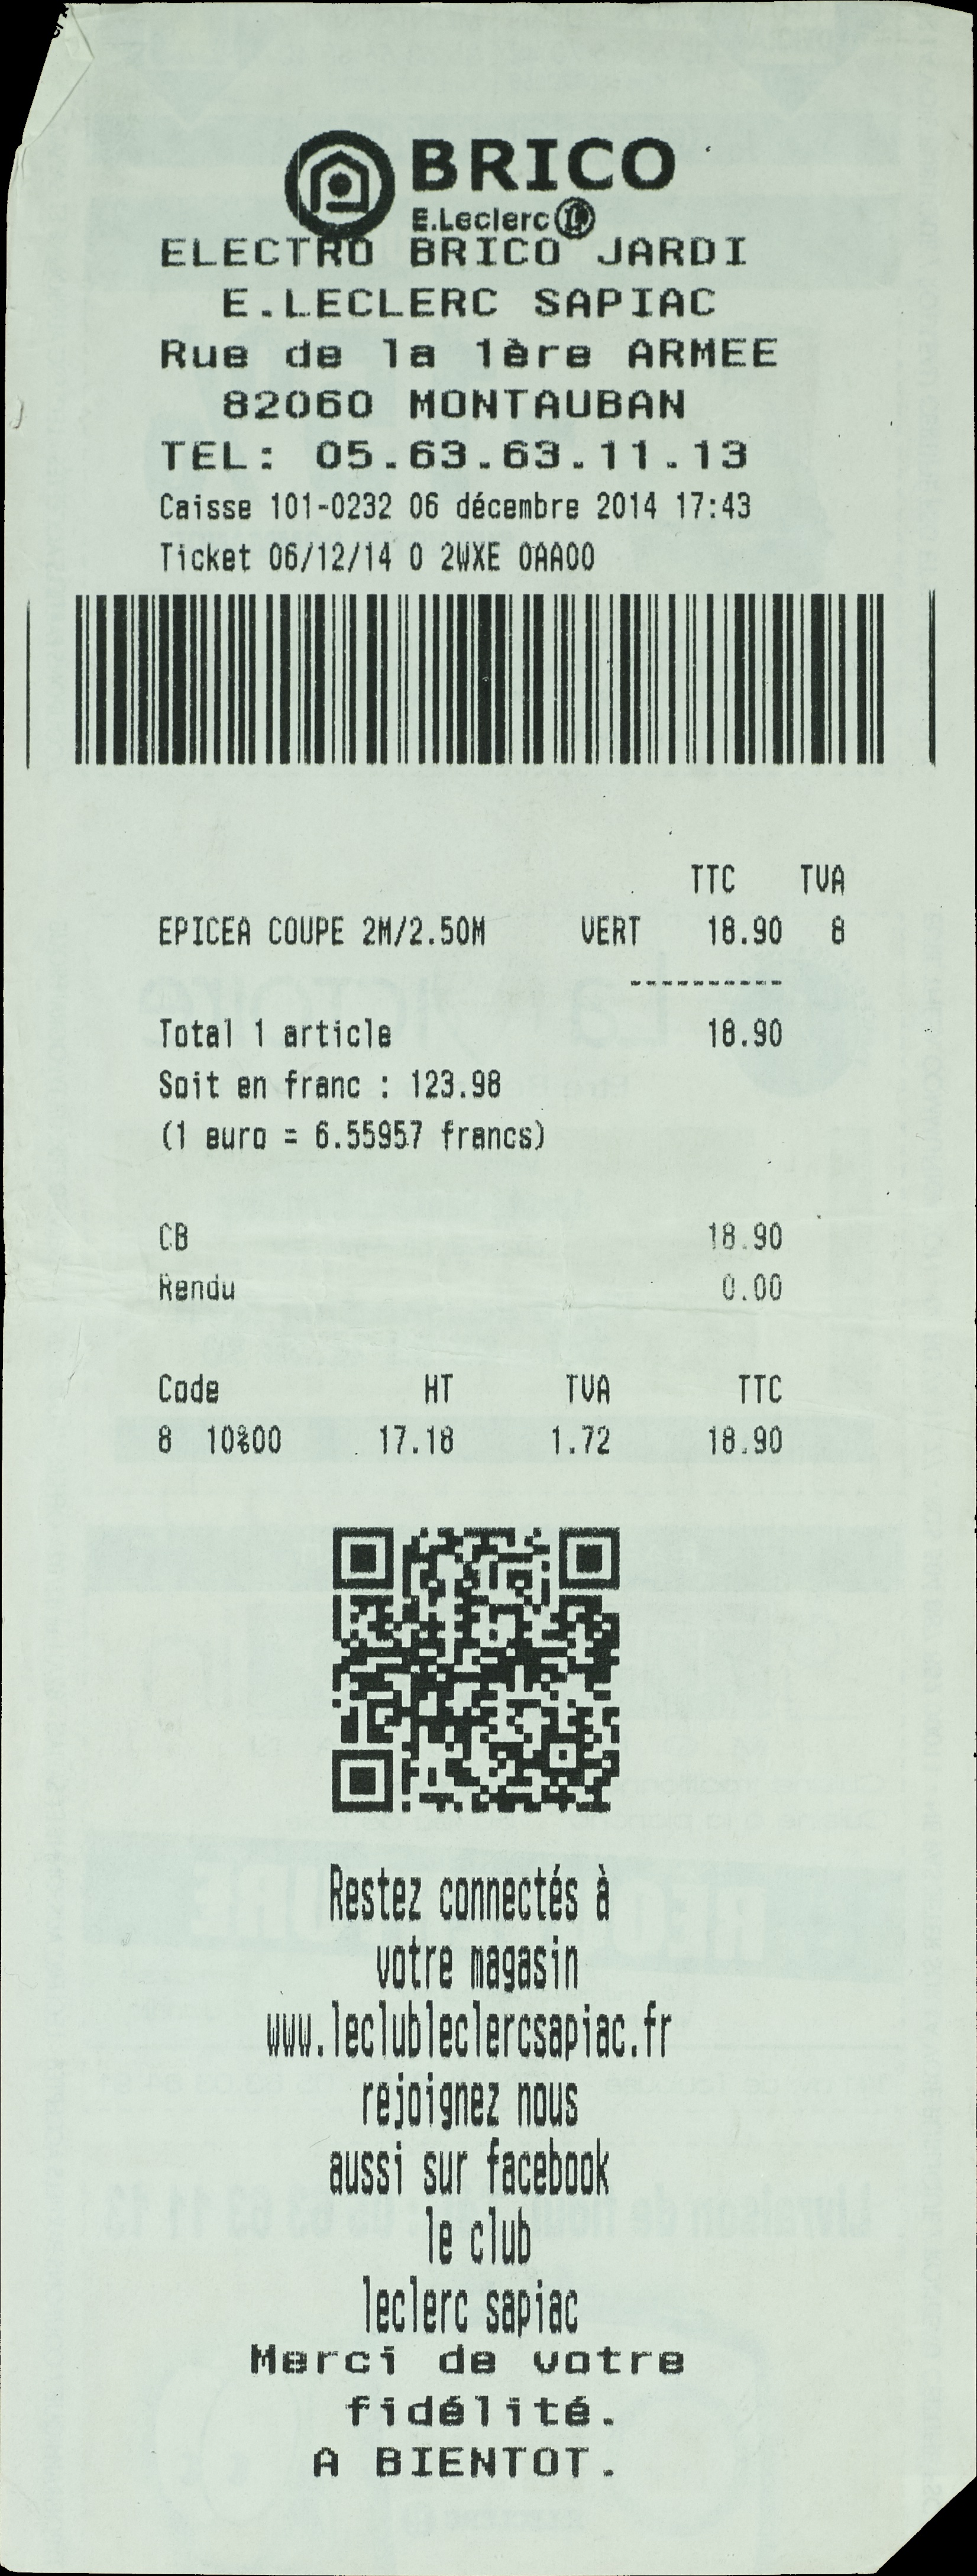 BRICO
E.Leclerc L
ELECTRO BRICO JARDI
E.LECLERC SAPIAC
Rue de la 1ère ARMEE
82060 MONTAUBAN
TEL: 05.63.63.11.13
Caisse 101-0232 06 décembre 2014 17:43
Ticket 06/12/14 0 2WXE 0AA00
TTC TVA
EPICEA COUPE 2M/2.50M VERT 18.90 8
----------
Total 1 article 18.90
Soit en franc : 123.98
(1 euro = 6.55957 francs)
CB 18.90
Rendu 0.00
Code HT TVA TTC
8 10%00 17.18 1.72 18.90
Restez connectés à
votre magasin
www.leclubleclercsapiac.fr
rejoignez nous
aussi sur facebook
le club
leclerc sapiac
Merci de votre
fidélité.
A BIENTOT.